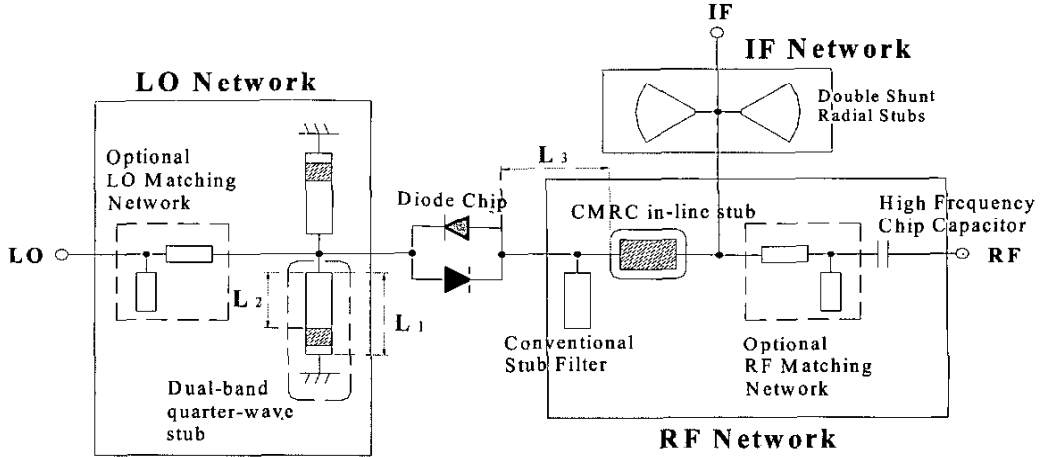 IF
IF Network
Double Shunt
Radial Stubs
LO Network
Optional
LO Matching
Network
L 3
Diode Chip
CMRC in-line stub
High Frequency
Chip Capacitor
LO
RF
L 2
L 1
Conventional
Stub Filter
Optional
RF Matching
Network
Dual-band
quarter-wave
stub
RF Network